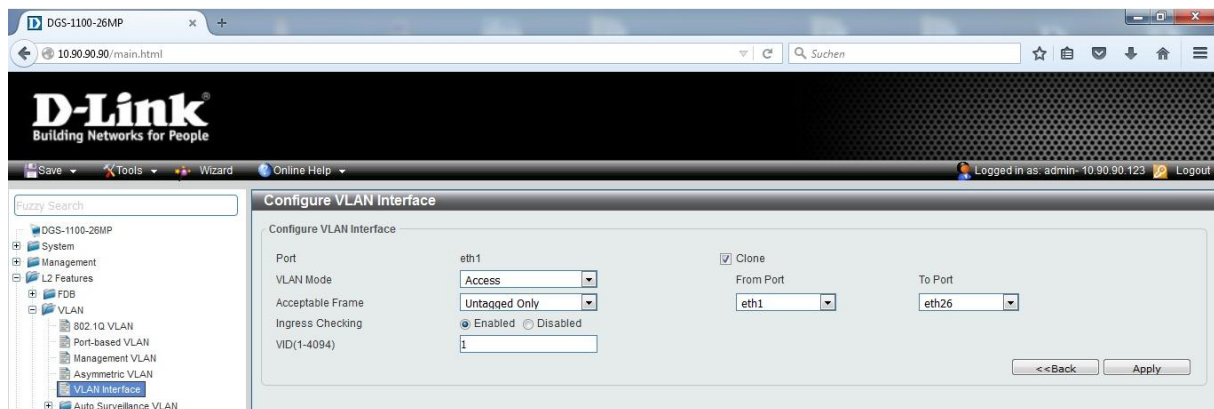 DGS-1100-26MP × +
10.90.90.90/main.html Suchen
D-Link®
Building Networks for People
Save Tools Wizard Online Help Logged in as: admin- 10.90.90.123 Logout
Fuzzy Search
DGS-1100-26MP
System
Management
L2 Features
FDB
VLAN
802.1Q VLAN
Port-based VLAN
Management VLAN
Asymmetric VLAN
VLAN Interface
Auto Surveillance VLAN
Configure VLAN Interface
Configure VLAN Interface
Port eth1 Clone
VLAN Mode Access From Port To Port
Acceptable Frame Untagged Only eth1 eth26
Ingress Checking Enabled Disabled
VID(1-4094) 1
<<Back Apply